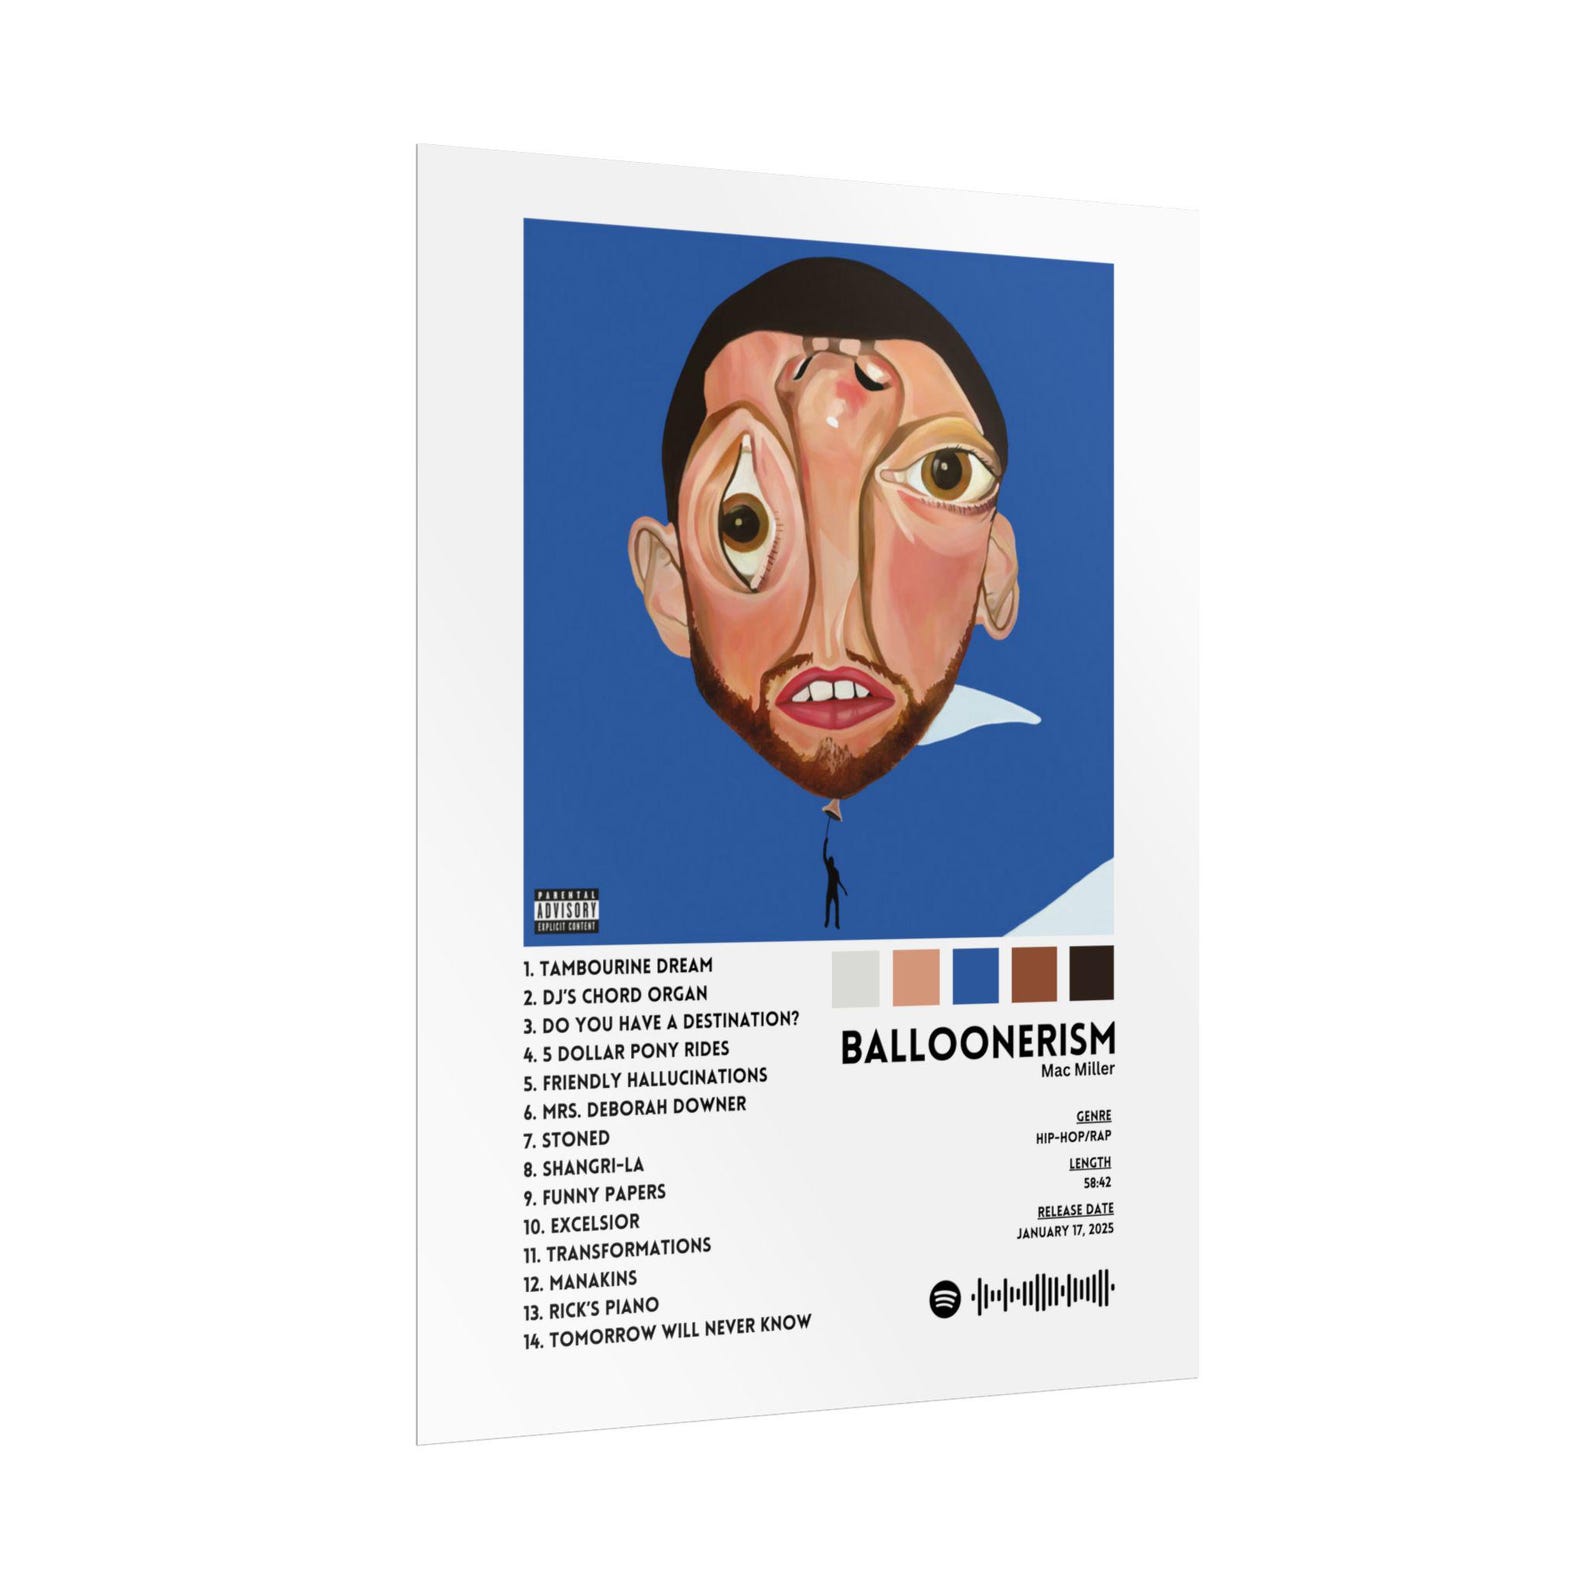 PARENTAL
ADVISORY
EXPLICIT CONTENT
1. TAMBOURINE DREAM
2. DJ'S CHORD ORGAN
3. DO YOU HAVE A DESTINATION?
4. 5 DOLLAR PONY RIDES
5. FRIENDLY HALLUCINATIONS
6. MRS. DEBORAH DOWNER
7. STONED
8. SHANGRI-LA
9. FUNNY PAPERS
10. EXCELSIOR
11. TRANSFORMATIONS
12. MANAKINS
13. RICK'S PIANO
14. TOMORROW WILL NEVER KNOW
BALLOONERISM
Mac Miller
GENRE
HIP-HOP/RAP
LENGTH
58:42
RELEASE DATE
JANUARY 17, 2025